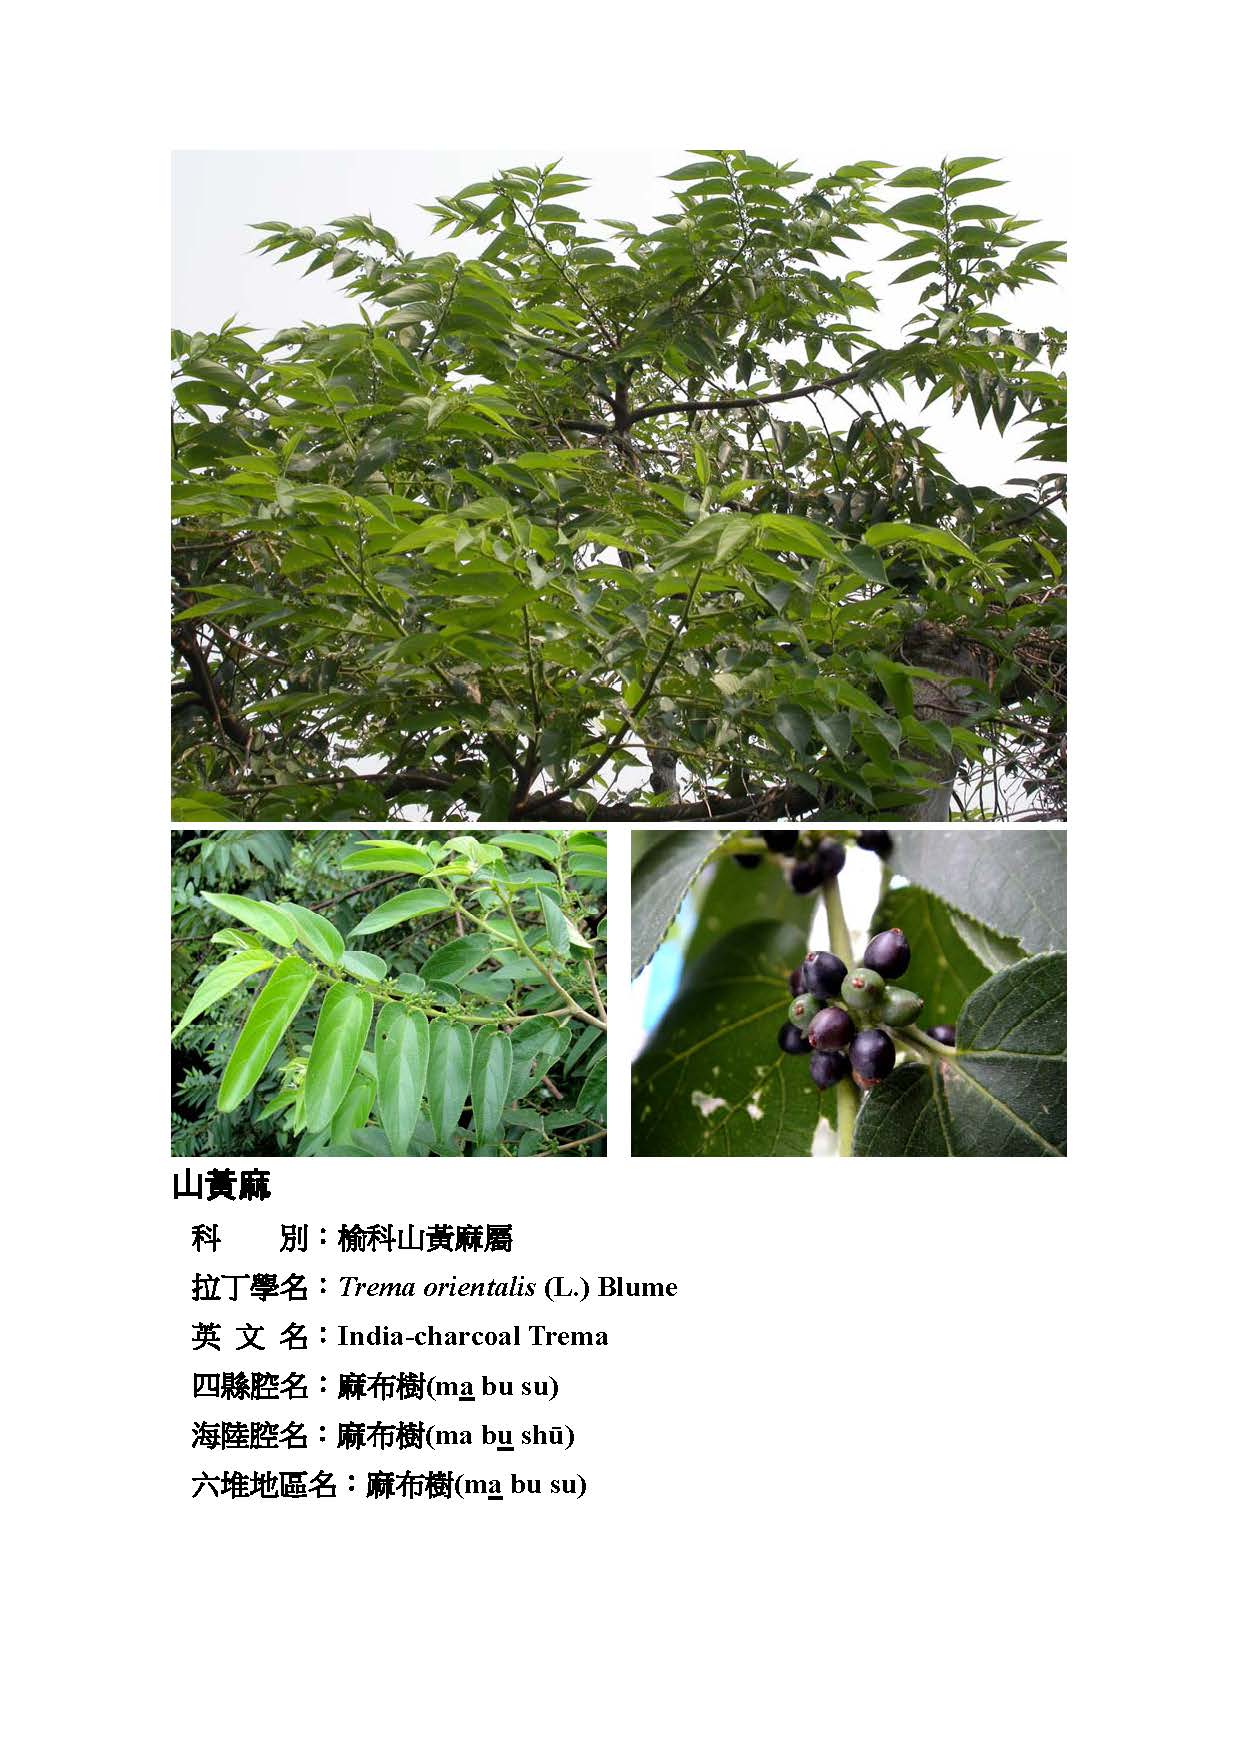 山黃麻
科　　別：榆科山黃麻屬
拉丁學名：Trema orientalis (L.) Blume
英 文 名：India-charcoal Trema
四縣腔名：麻布樹(ma bu su)
海陸腔名：麻布樹(ma bu shū)
六堆地區名：麻布樹(ma bu su)